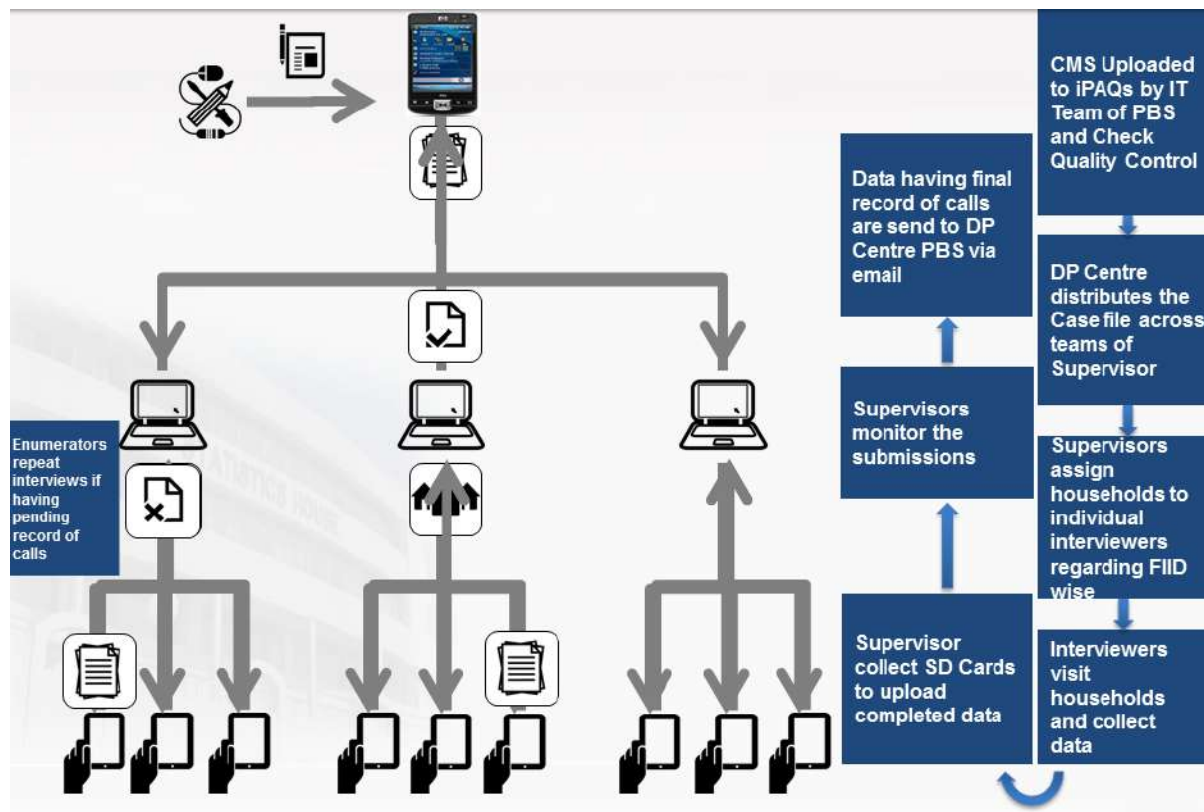 CMS Uploaded
to iPAQs by IT
Team of PBS
and Check
Quality Control
DP Centre
distributes the
Case file across
teams of
Supervisor
Supervisors
assign
households to
individual
interviewers
regarding FIID
wise
Interviewers
visit
households
and collect
data
Supervisor
collect SD Cards
to upload
completed data
Supervisors
monitor the
submissions
Data having final
record of calls
are send to DP
Centre PBS via
email
Enumerators
repeat
interviews if
having
pending
record of
calls
STATISTICS HOUSE